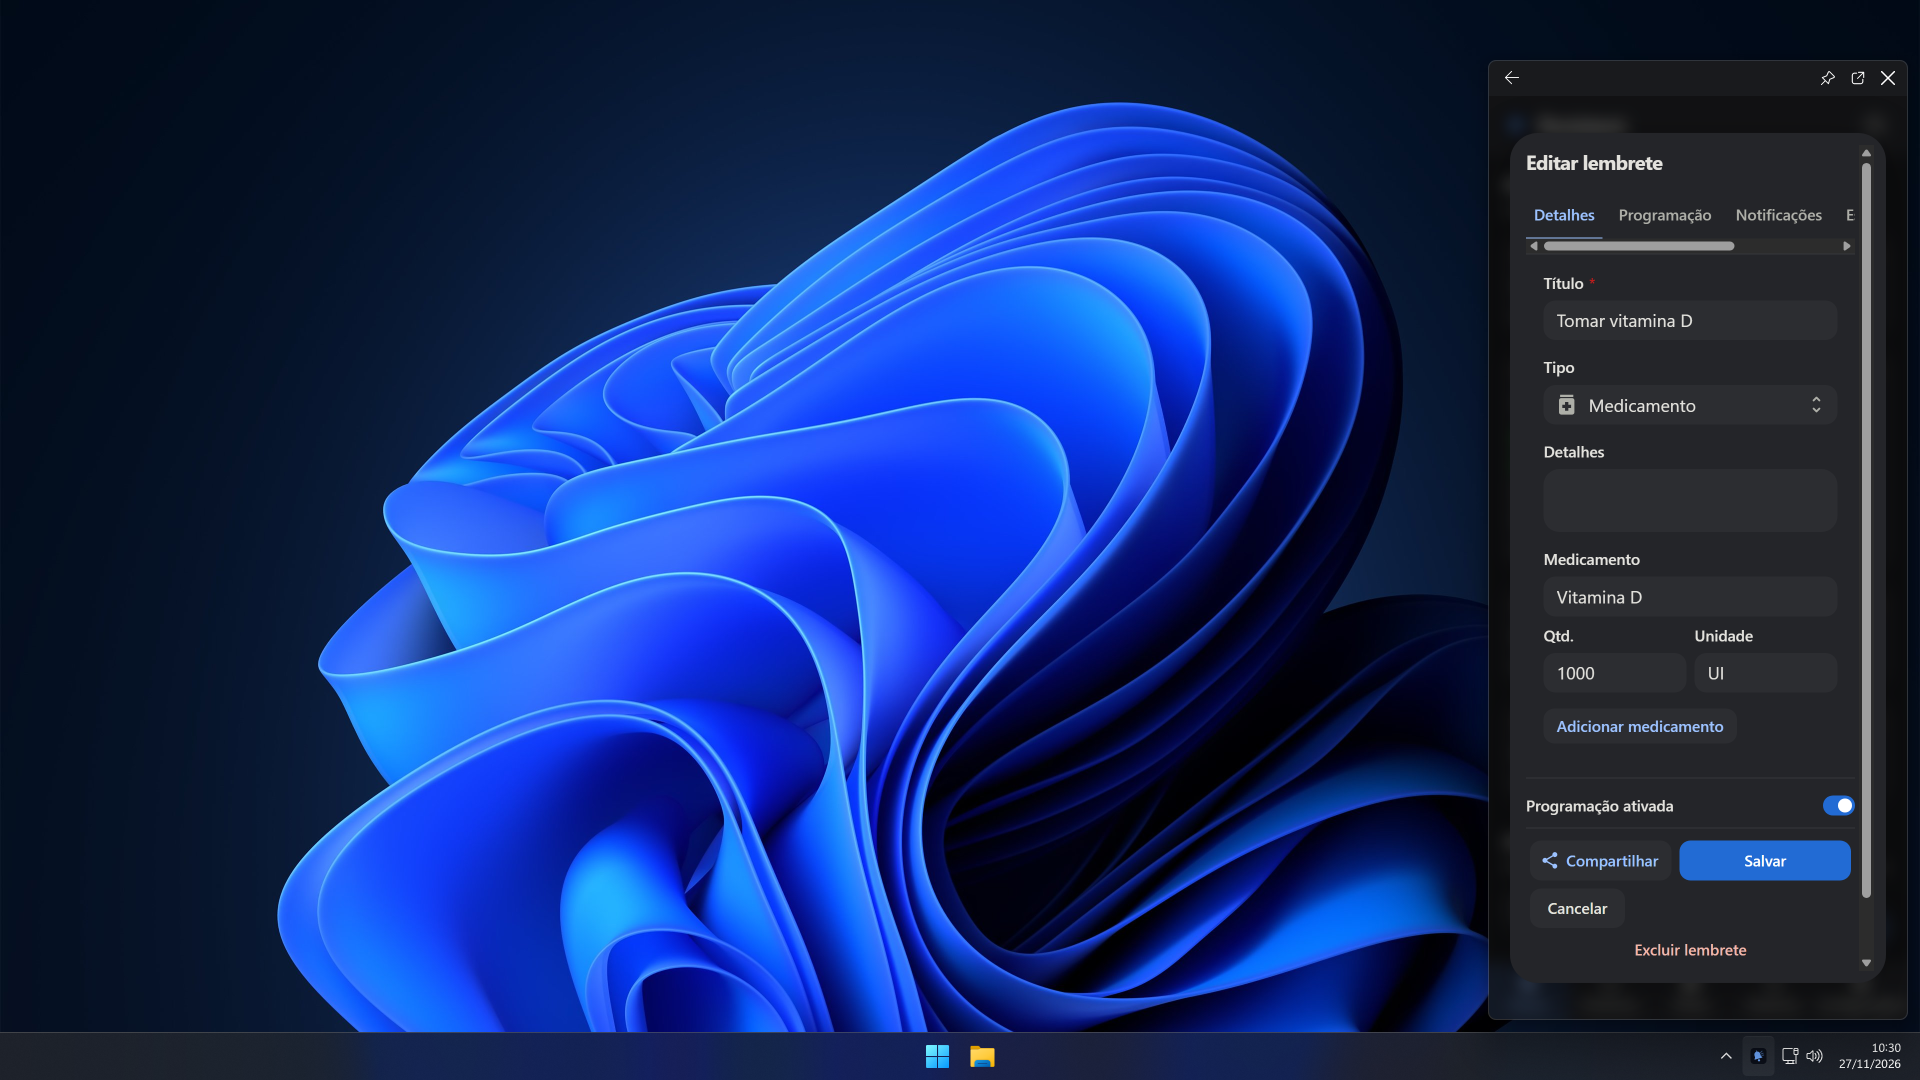 Editar lembrete
Detalhes Programação Notificações
Título *
Tomar vitamina D
Tipo
Medicamento
Detalhes
Medicamento
Vitamina D
Qtd. Unidade
1000 UI
Adicionar medicamento
Programação ativada
Compartilhar Salvar
Cancelar
Excluir lembrete
10:30
27/11/2026